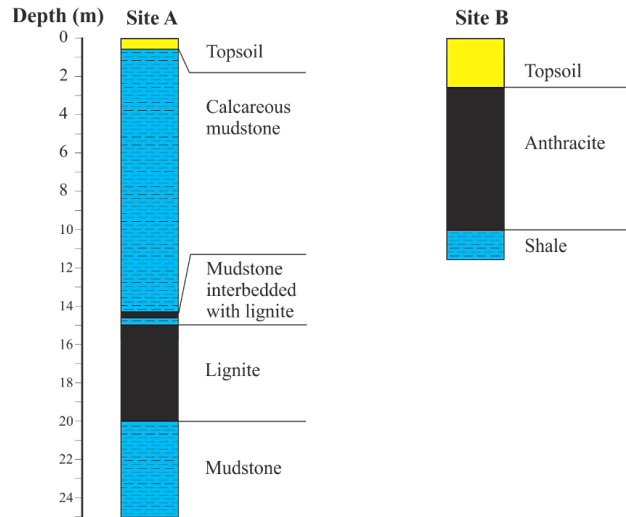 Depth (m) Site A Site B
0
2
4
6
8
10
12
14
16
18
20
22
24
Topsoil
Calcareous
mudstone
Mudstone
interbedded
with lignite
Lignite
Mudstone
Topsoil
Anthracite
Shale